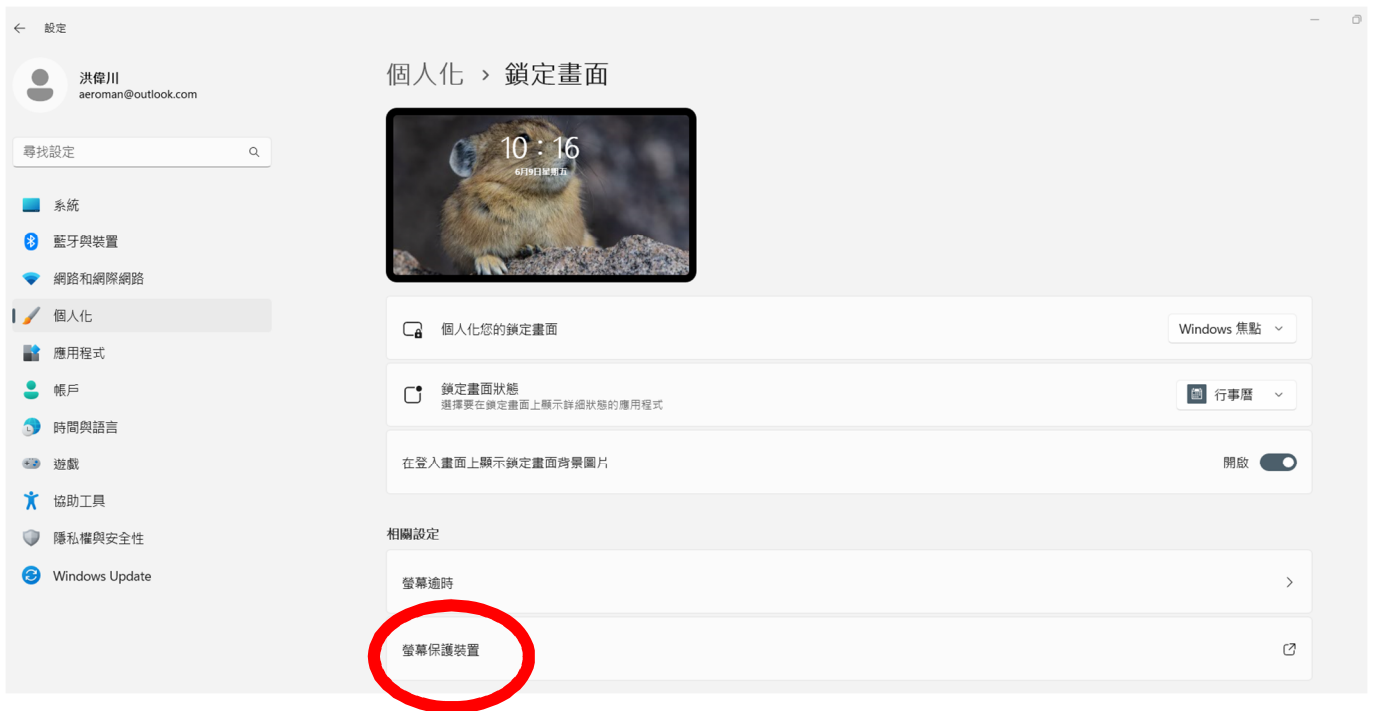 設定
洪偉川
aeroman@outlook.com
尋找設定
系統
藍牙與裝置
網路和網際網路
個人化
應用程式
帳戶
時間與語言
遊戲
協助工具
隱私權與安全性
Windows Update
個人化 › 鎖定畫面
10：16
6月9日星期五
個人化您的鎖定畫面
Windows 焦點
鎖定畫面狀態
選擇要在鎖定畫面上顯示詳細狀態的應用程式
行事曆
在登入畫面上顯示鎖定畫面背景圖片
開啟
相關設定
螢幕逾時
螢幕保護裝置